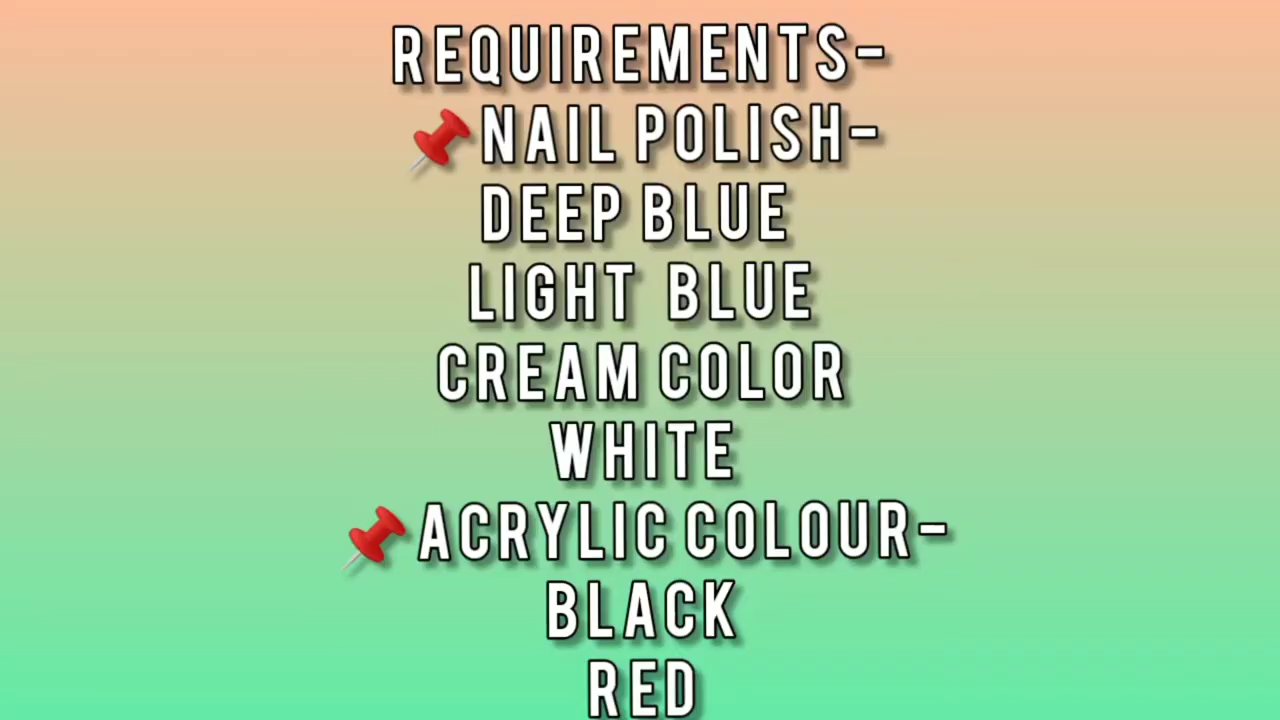 REQUIREMENTS-
📌NAIL POLISH-
DEEP BLUE
LIGHT BLUE
CREAM COLOR
WHITE
📌ACRYLIC COLOUR-
BLACK
RED